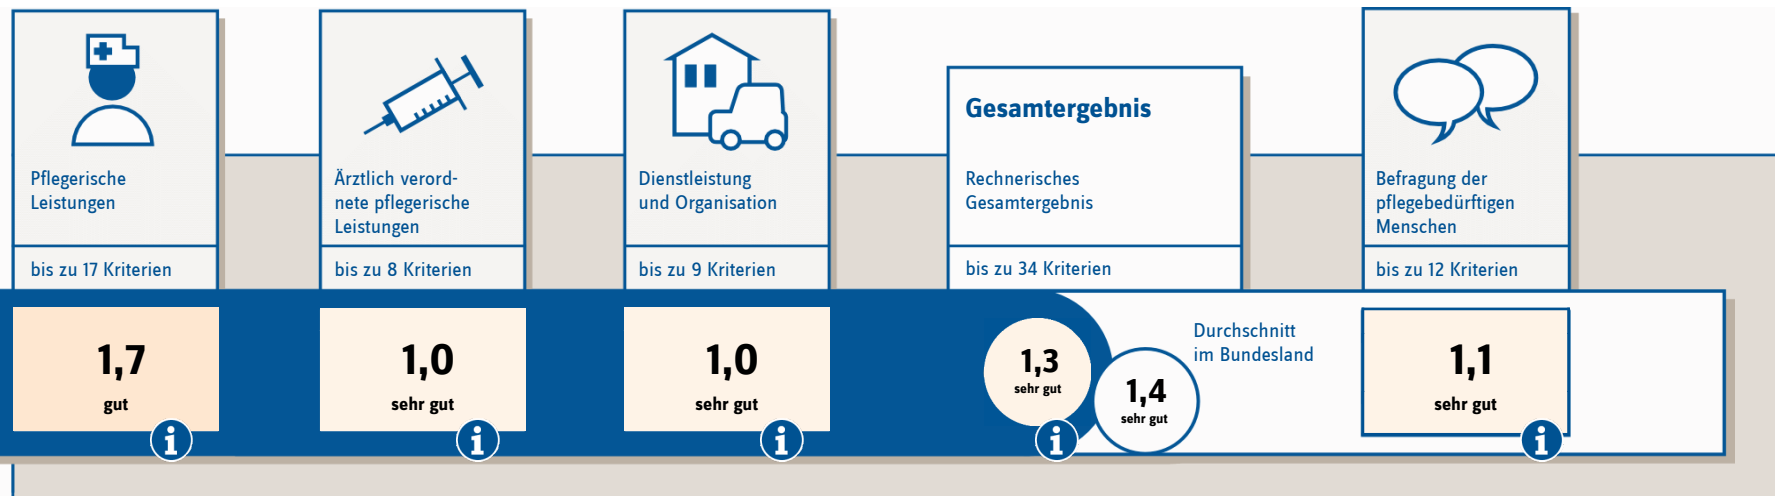 Pflegerische
Leistungen
bis zu 17 Kriterien
1,7
gut
i
Ärztlich verord-
nete pflegerische
Leistungen
bis zu 8 Kriterien
1,0
sehr gut
i
Dienstleistung
und Organisation
bis zu 9 Kriterien
1,0
sehr gut
i
Gesamtergebnis
Rechnerisches
Gesamtergebnis
bis zu 34 Kriterien
1,3
sehr gut
i
Durchschnitt
im Bundesland
1,4
sehr gut
Befragung der
pflegebedürftigen
Menschen
bis zu 12 Kriterien
1,1
sehr gut
i